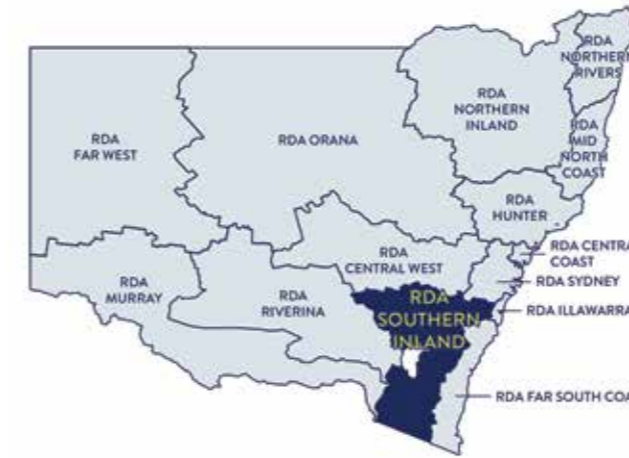 RDA
NORTHERN
RIVERS
RDA
NORTHERN
INLAND
RDA
FAR WEST
RDA ORANA
RDA
MID
NORTH
COAST
RDA
HUNTER
RDA CENTRAL
COAST
RDA
CENTRAL WEST
RDA SYDNEY
RDA
MURRAY
RDA
RIVERINA
RDA
SOUTHERN
INLAND
RDA ILLAWARRA
RDA FAR SOUTH COA